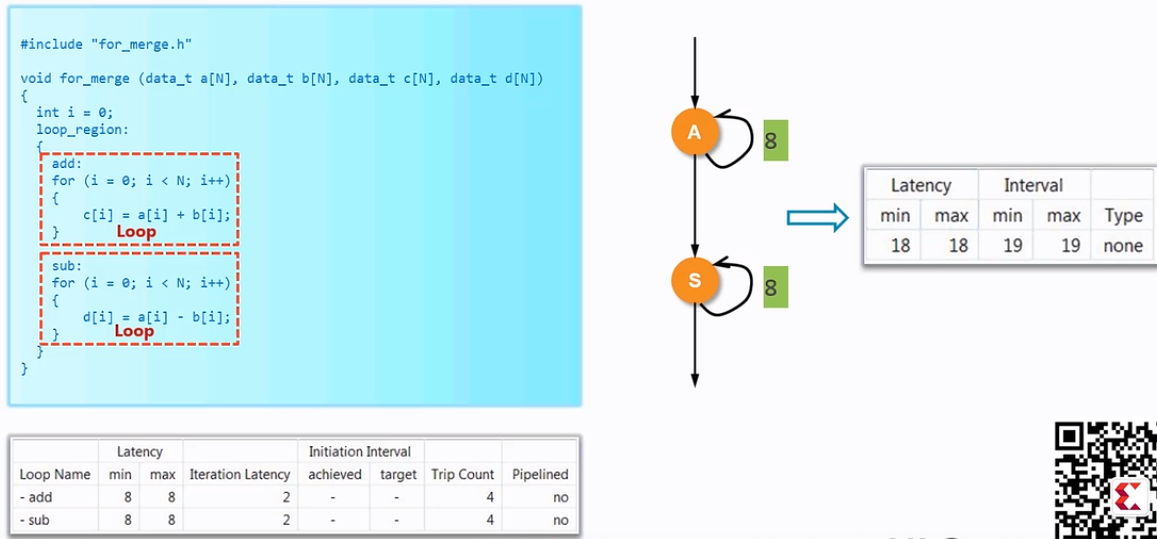 #include "for_merge.h"
void for_merge (data_t a[N], data_t b[N], data_t c[N], data_t d[N])
{
int i = 0;
loop_region:
{
add:
for (i = 0; i < N; i++)
{
c[i] = a[i] + b[i];
} Loop
sub:
for (i = 0; i < N; i++)
{
d[i] = a[i] - b[i];
} Loop
}
}
A 8
S 8
Latency Interval
min max min max Type
18 18 19 19 none
Latency Initiation Interval
Loop Name min max Iteration Latency achieved target Trip Count Pipelined
- add 8 8 2 - - 4 no
- sub 8 8 2 - - 4 no